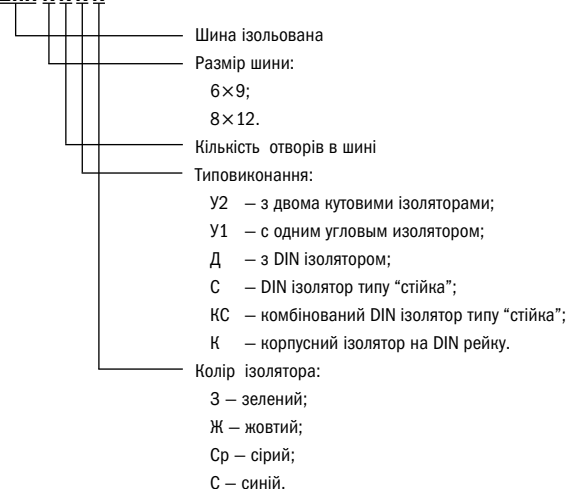 Шина ізольована
Размір шини:
6×9;
8×12.
Кількість отворів в шині
Типовиконання:
У2 – з двома кутовими ізоляторами;
У1 – с одним угловым изолятором;
Д – з DIN ізолятором;
С – DIN ізолятор типу “стійка”;
КС – комбінований DIN ізолятор типу “стійка”;
К – корпусний ізолятор на DIN рейку.
Колір ізолятора:
З – зелений;
Ж – жовтий;
Ср – сірий;
С – синій.